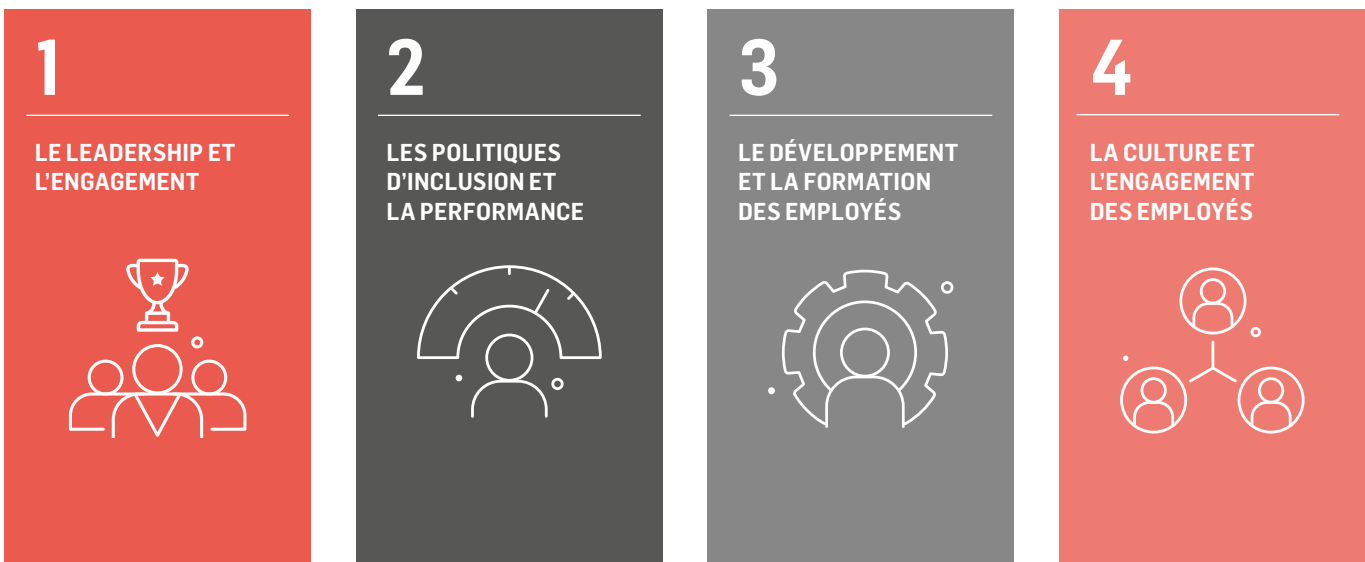 1
LE LEADERSHIP ET
L’ENGAGEMENT
2
LES POLITIQUES
D’INCLUSION ET
LA PERFORMANCE
3
LE DÉVELOPPEMENT
ET LA FORMATION
DES EMPLOYÉS
4
LA CULTURE ET
L’ENGAGEMENT
DES EMPLOYÉS